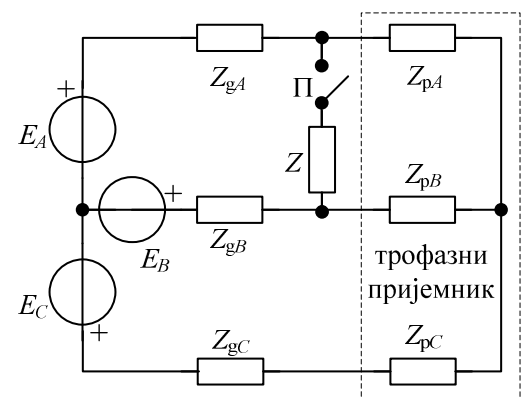 Z_gA
Z_pA
+
П
E_A
Z
Z_pB
+
Z_gB
E_B
трофазни
пријемник
E_C
+
Z_gC
Z_pC